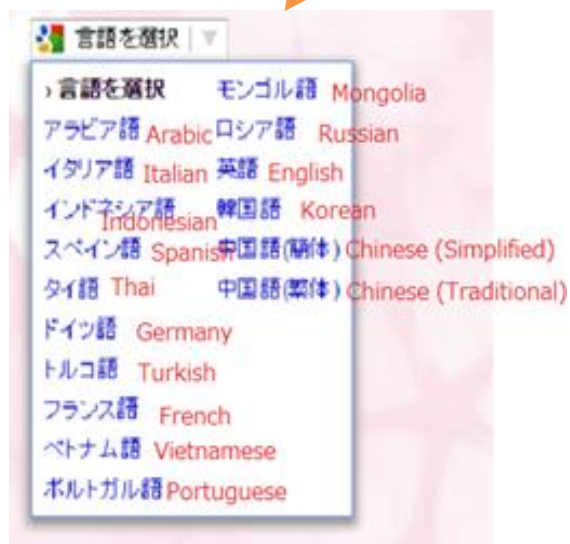 言語を選択
› 言語を選択 モンゴル語 Mongolia
アラビア語 Arabic ロシア語 Russian
イタリア語 Italian 英語 English
インドネシア語 Indonesian 韓国語 Korean
スペイン語 Spanish 中国語(簡体) Chinese (Simplified)
タイ語 Thai 中国語(繁体) Chinese (Traditional)
ドイツ語 Germany
トルコ語 Turkish
フランス語 French
ベトナム語 Vietnamese
ポルトガル語 Portuguese